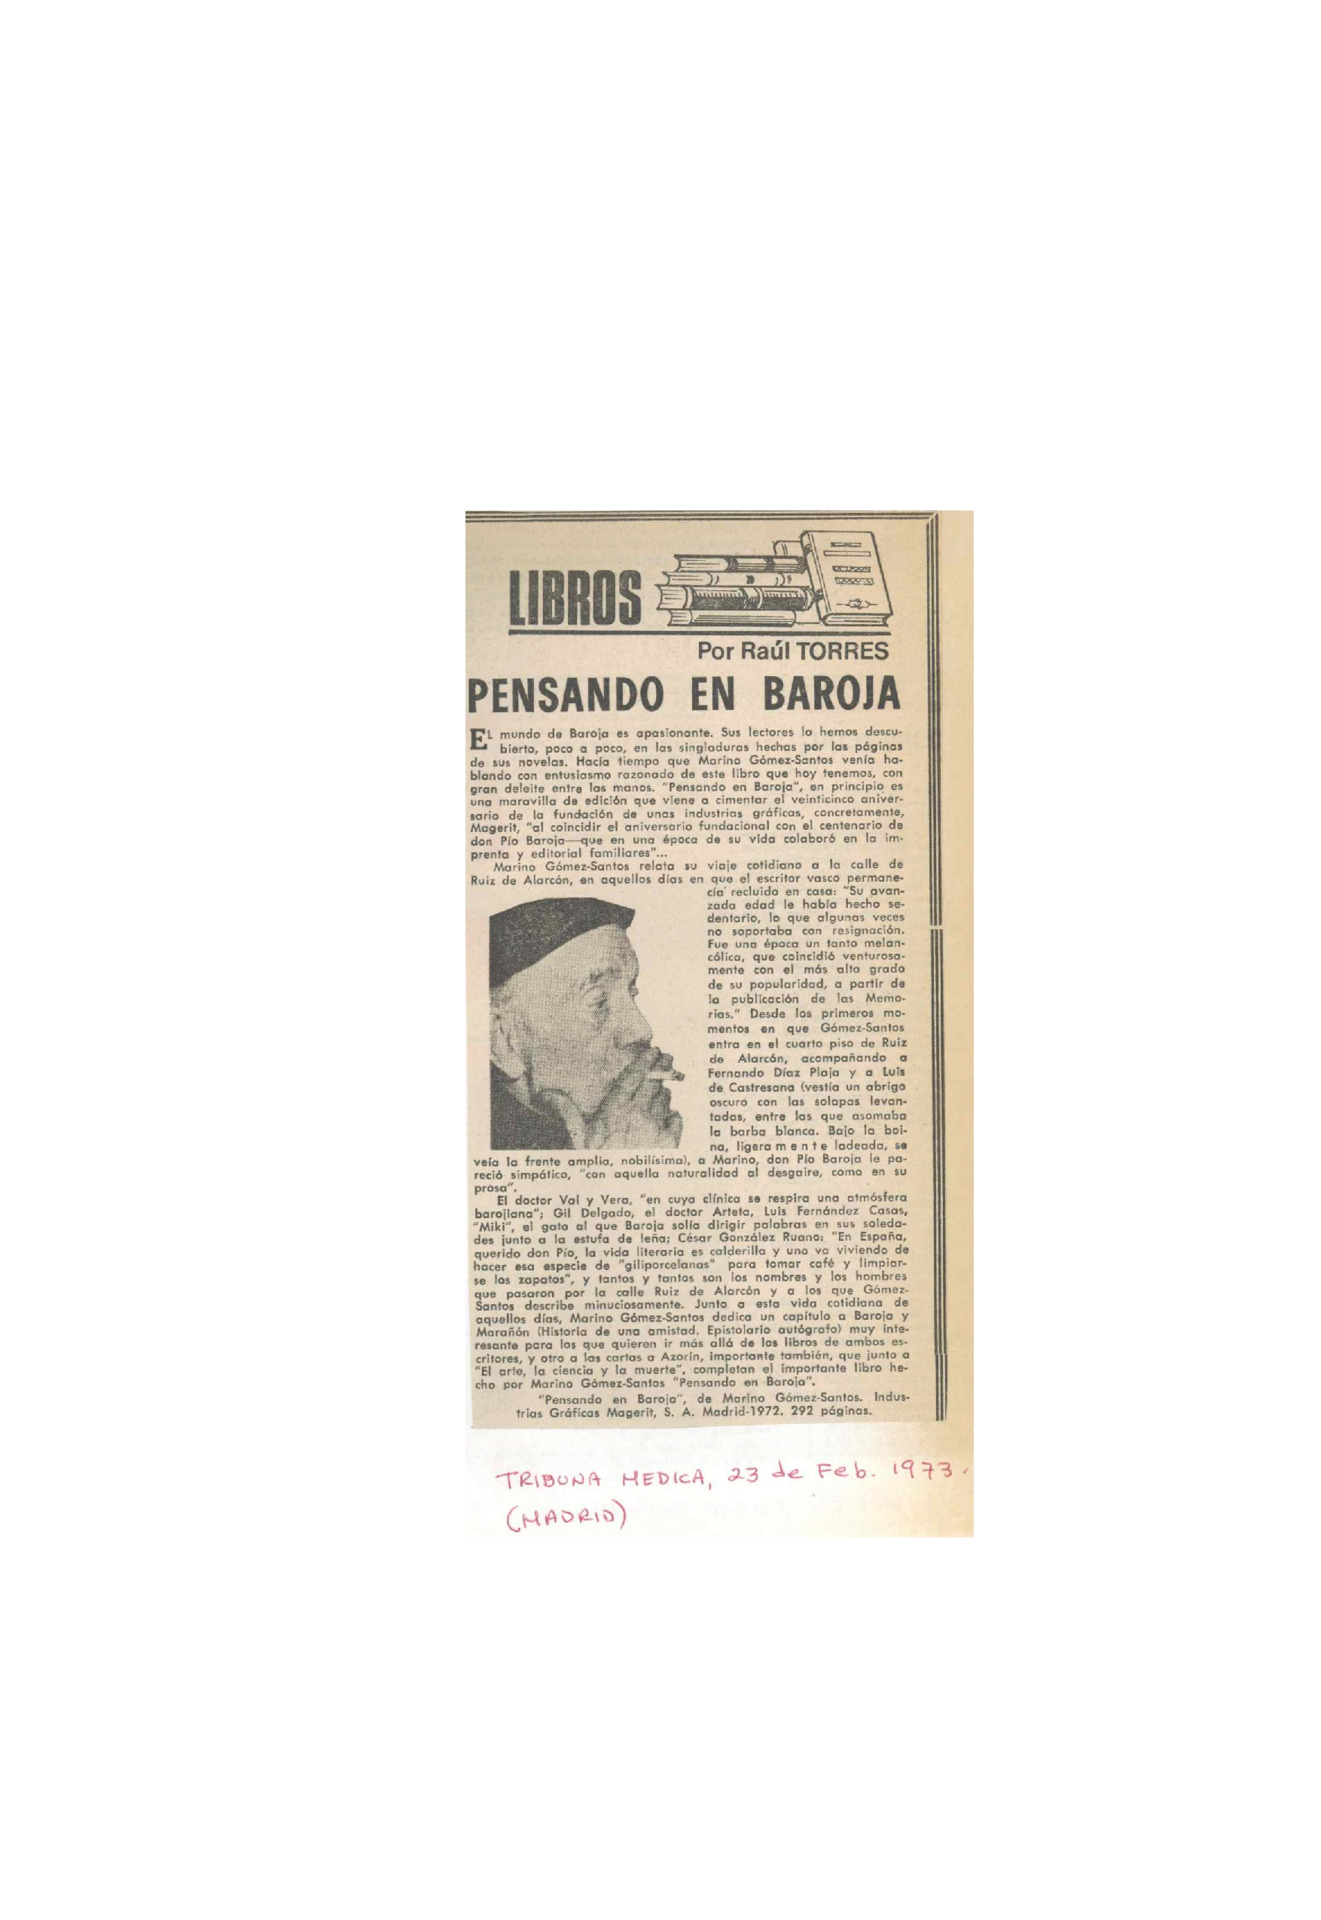 LIBROS
Por Raúl TORRES
PENSANDO EN BAROJA
EL mundo de Baroja es apasionante. Sus lectores lo hemos descu-
bierto, poco a poco, en las singladuras hechas por las páginas
de sus novelas. Hacía tiempo que Marino Gómez-Santos venía ha-
blando con entusiasmo razonado de este libro que hoy tenemos, con
gran deleite entre las manos. "Pensando en Baroja", en principio es
una maravilla de edición que viene a cimentar el veinticinco aniver-
sario de la fundación de unas industrias gráficas, concretamente,
Magerit, "al coincidir el aniversario fundacional con el centenario de
don Pío Baroja—que en una época de su vida colaboró en la im-
prenta y editorial familiares"...
Marino Gómez-Santos relata su viaje cotidiano a la calle de
Ruiz de Alarcón, en aquellos días en que el escritor vasco permane-
cía recluido en casa: "Su avan-
zada edad le había hecho se-
dentario, lo que algunas veces
no soportaba con resignación.
Fue una época un tanto melan-
cólica, que coincidió venturosa-
mente con el más alto grado
de su popularidad, a partir de
la publicación de las Memo-
rias." Desde los primeros mo-
mentos en que Gómez-Santos
entra en el cuarto piso de Ruiz
de Alarcón, acompañando a
Fernando Díaz Plaja y a Luis
de Castresana (vestía un abrigo
oscuro con las solapas levan-
tadas, entre las que asomaba
la barba blanca. Bajo la boi-
na, ligera m e n t e ladeada, se
veía la frente amplia, nobilísima), a Marino, don Pío Baroja le pa-
reció simpático, "con aquella naturalidad al desgaire, como en su
prosa".
El doctor Val y Vera, "en cuya clínica se respira una atmósfera
barojiana"; Gil Delgado, el doctor Arteta, Luis Fernández Casas,
"Miki", el gato al que Baroja solía dirigir palabras en sus soleda-
des junto a la estufa de leña; César González Ruano: "En España,
querido don Pío, la vida literaria es calderilla y uno va viviendo de
hacer esa especie de "giliporcelanas" para tomar café y limpiar-
se los zapatos", y tantos y tantos son los nombres y los hombres
que pasaron por la calle Ruiz de Alarcón y a los que Gómez-
Santos describe minuciosamente. Junto a esta vida cotidiana de
aquellos días, Marino Gómez-Santos dedica un capítulo a Baroja y
Marañón (Historia de una amistad. Epistolario autógrafo) muy inte-
resante para los que quieren ir más allá de los libros de ambos es-
critores, y otro a las cartas a Azorín, importante también, que junto a
"El arte, la ciencia y la muerte", completan el importante libro he-
cho por Marino Gómez-Santos "Pensando en Baroja".
"Pensando en Baroja", de Marino Gómez-Santos. Indus-
trias Gráficas Magerit, S. A. Madrid-1972. 292 páginas.
TRIBUNA MEDICA, 23 de Feb. 1973.
(MADRID)